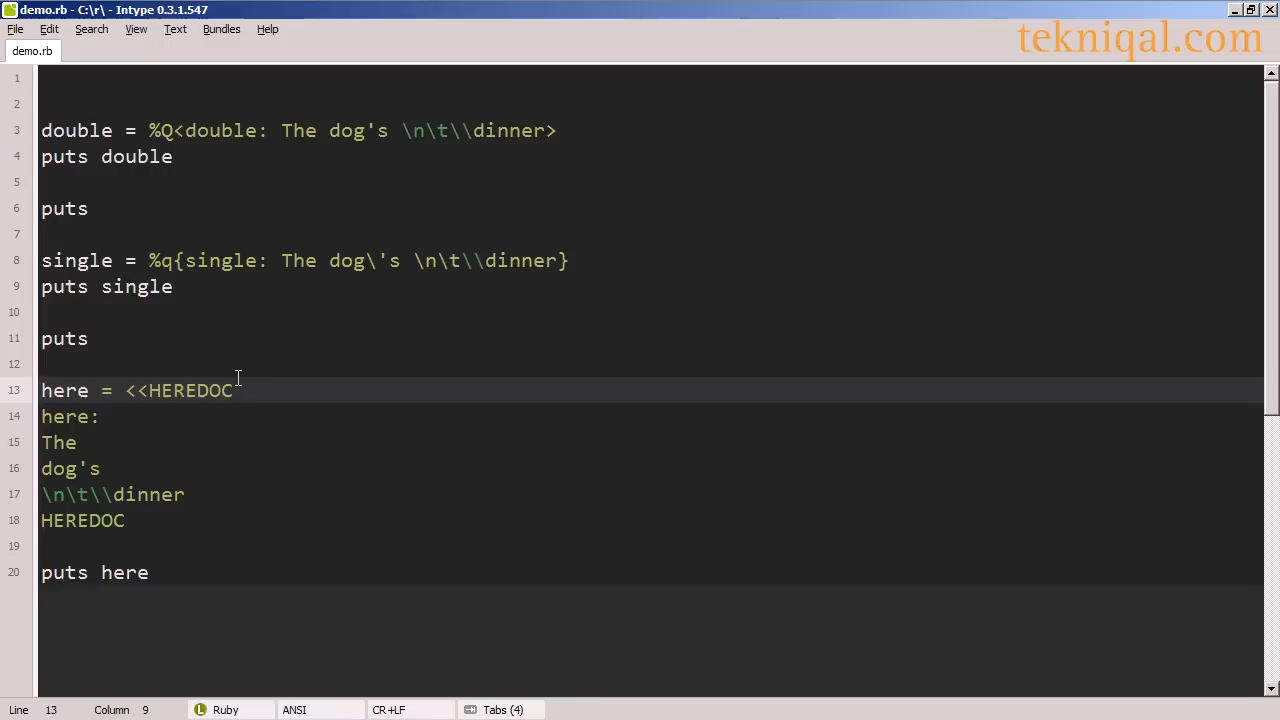 demo.rb - C:\r\ - Intype 0.3.1.547
File Edit Search View Text Bundles Help
tekniqal.com
demo.rb
1
2
3 double = %Q<double: The dog's \n\t\\dinner>
4 puts double
5
6 puts
7
8 single = %q{single: The dog\'s \n\t\\dinner}
9 puts single
10
11 puts
12
13 here = <<HEREDOC
14 here:
15 The
16 dog's
17 \n\t\\dinner
18 HEREDOC
19
20 puts here
Line 13 Column 9 L Ruby ANSI CR+LF Tabs (4)